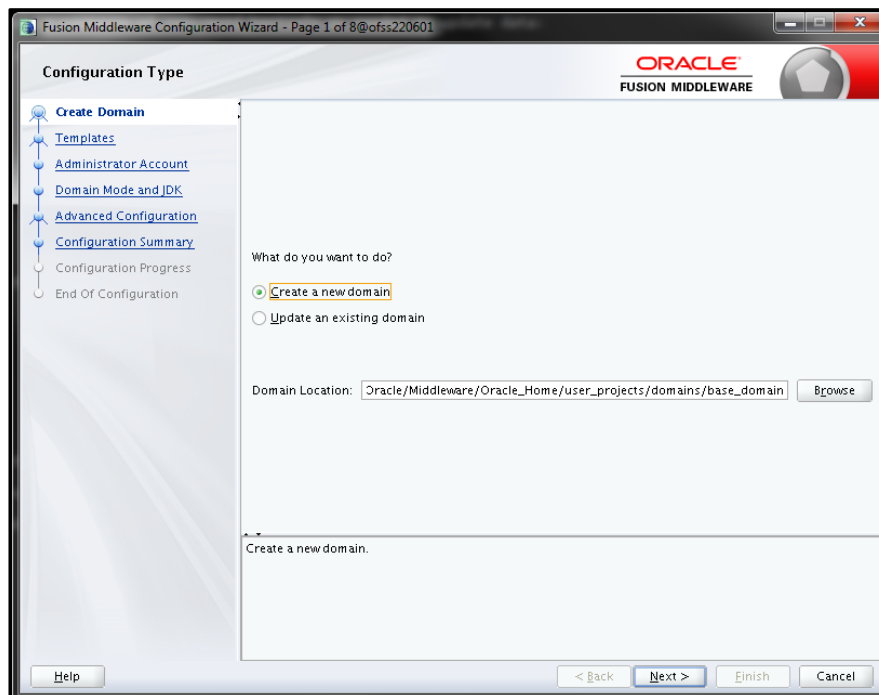 Fusion Middleware Configuration Wizard - Page 1 of 8@ofss220601
Configuration Type
ORACLE
FUSION MIDDLEWARE
Create Domain
Templates
Administrator Account
Domain Mode and JDK
Advanced Configuration
Configuration Summary
Configuration Progress
End Of Configuration
What do you want to do?
Create a new domain
Update an existing domain
Domain Location: Oracle/Middleware/Oracle_Home/user_projects/domains/base_domain Browse
Create a new domain.
Help < Back Next > Finish Cancel